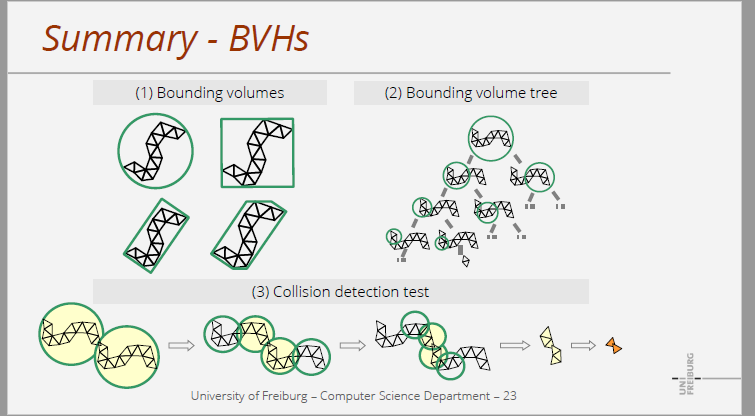 Summary - BVHs
(1) Bounding volumes
(2) Bounding volume tree
(3) Collision detection test
University of Freiburg – Computer Science Department – 23
UNI
FREIBURG